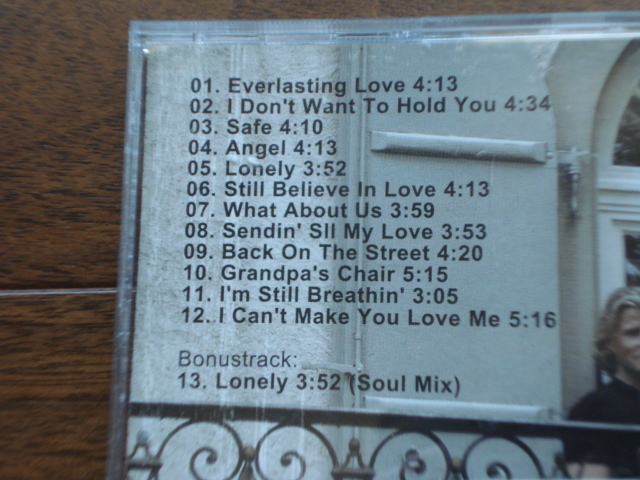 01. Everlasting Love 4:13
02. I Don't Want To Hold You 4:34
03. Safe 4:10
04. Angel 4:13
05. Lonely 3:52
06. Still Believe In Love 4:13
07. What About Us 3:59
08. Sendin' Sll My Love 3:53
09. Back On The Street 4:20
10. Grandpa's Chair 5:15
11. I'm Still Breathin' 3:05
12. I Can't Make You Love Me 5:16
Bonustrack:
13. Lonely 3:52 (Soul Mix)